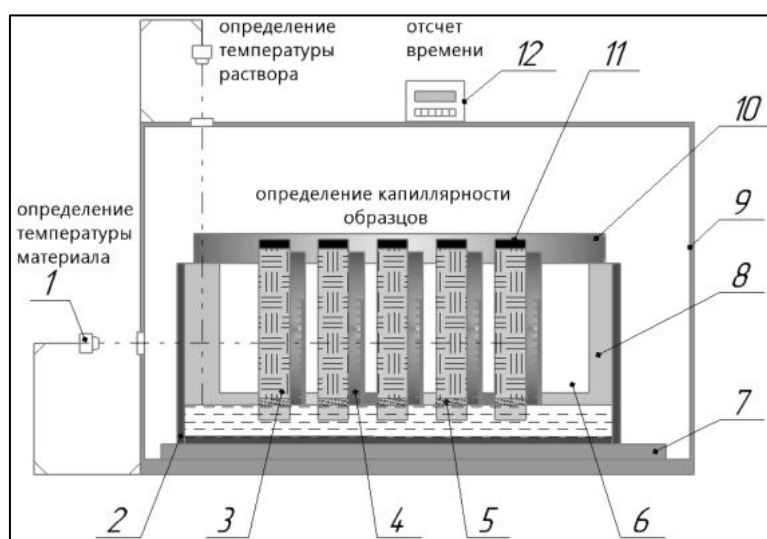 определение
температуры
раствора
отсчет
времени
12
11
10
определение капиллярности
образцов
9
определение
температуры
материала
1
8
7
2
3
4
5
6